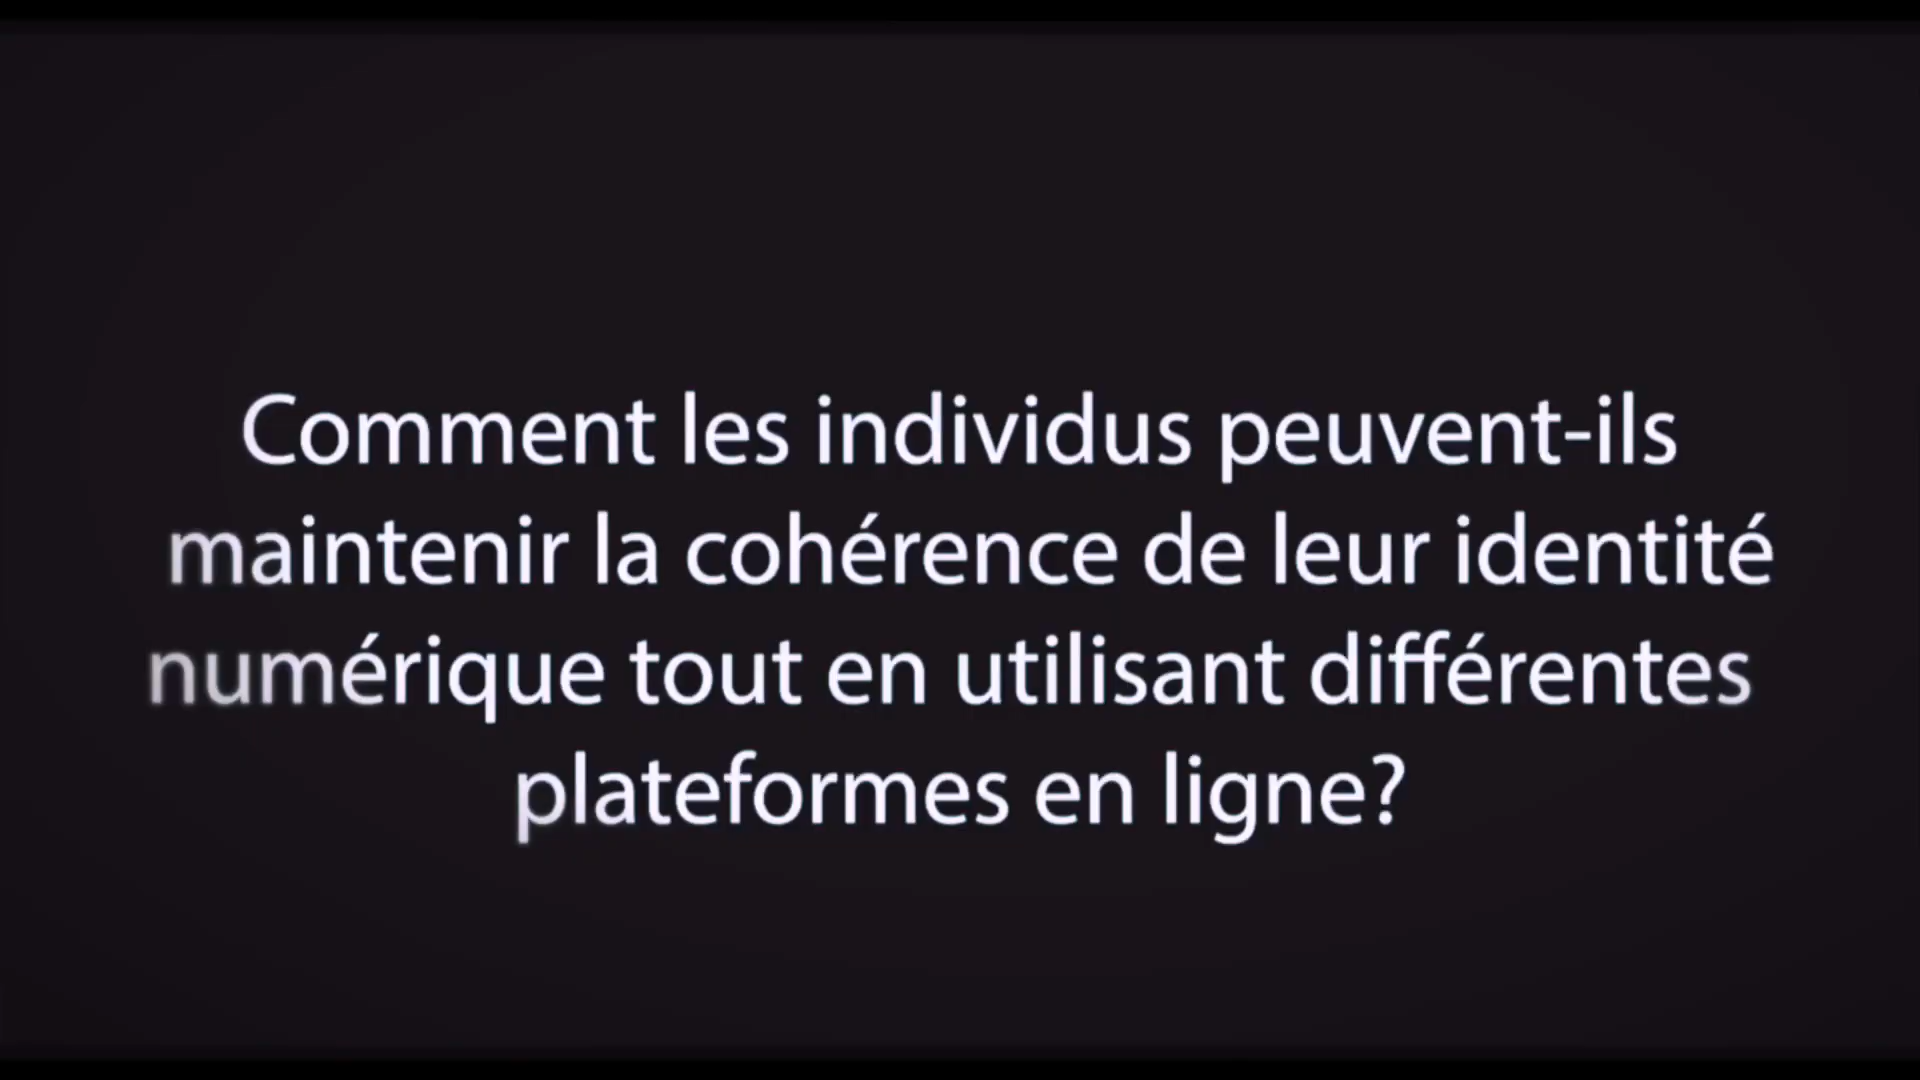 Comment les individus peuvent-ils
maintenir la cohérence de leur identité
numérique tout en utilisant différentes
plateformes en ligne?